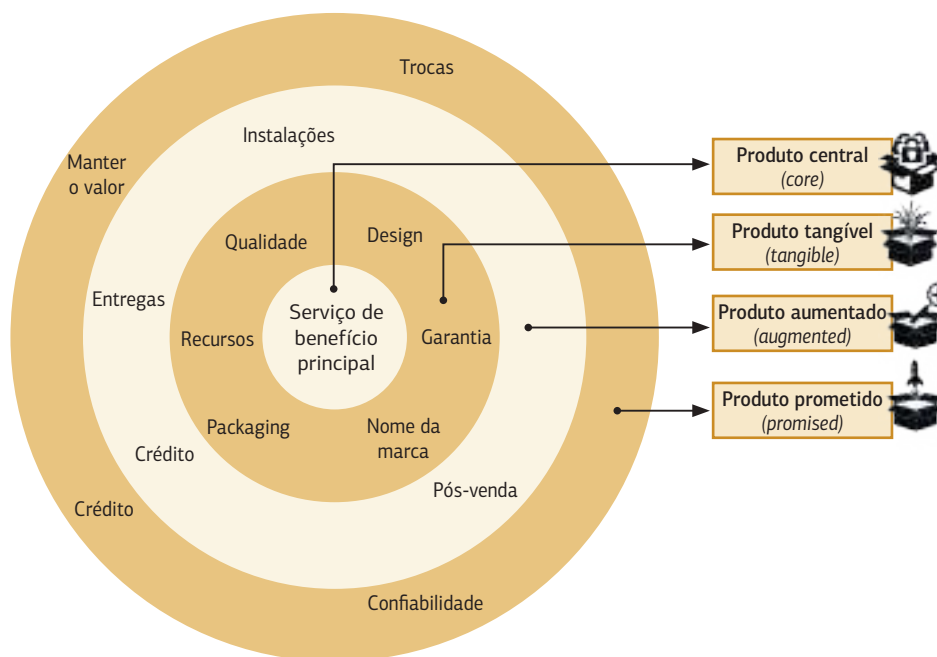 Trocas
Instalações
Manter
o valor
Qualidade
Design
Entregas
Serviço de
benefício
principal
Recursos
Garantia
Packaging
Nome da
marca
Crédito
Pós-venda
Crédito
Confiabilidade
Produto central
(core)
Produto tangível
(tangible)
Produto aumentado
(augmented)
Produto prometido
(promised)